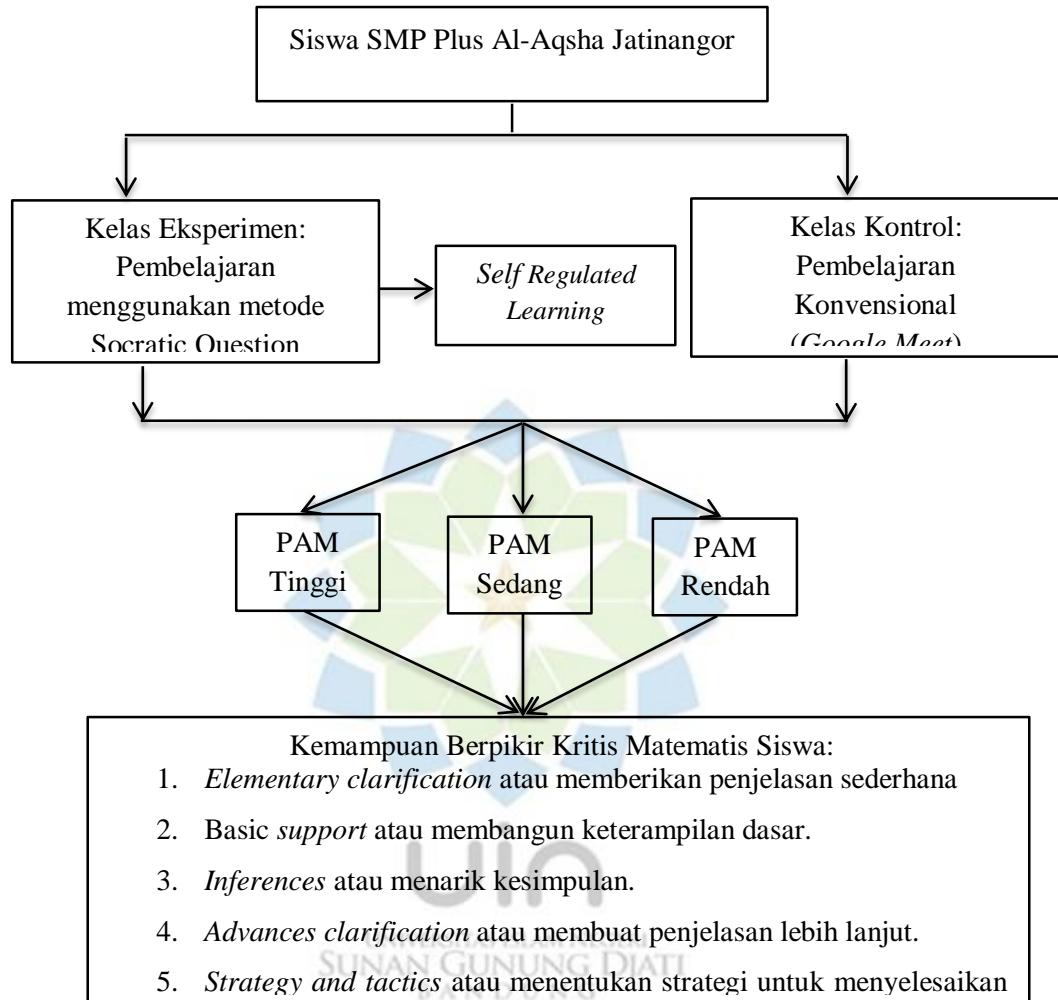 Siswa SMP Plus Al-Aqsha Jatinangor
Kelas Eksperimen:
Pembelajaran
menggunakan metode
Socratic Question
Self Regulated
Learning
Kelas Kontrol:
Pembelajaran
Konvensional
(Google Meet)
PAM
Tinggi
PAM
Sedang
PAM
Rendah
Kemampuan Berpikir Kritis Matematis Siswa:
1. Elementary clarification atau memberikan penjelasan sederhana
2. Basic support atau membangun keterampilan dasar.
3. Inferences atau menarik kesimpulan.
4. Advances clarification atau membuat penjelasan lebih lanjut.
5. Strategy and tactics atau menentukan strategi untuk menyelesaikan
uin
SUNAN GUNUNG DJATI
BANDUNG